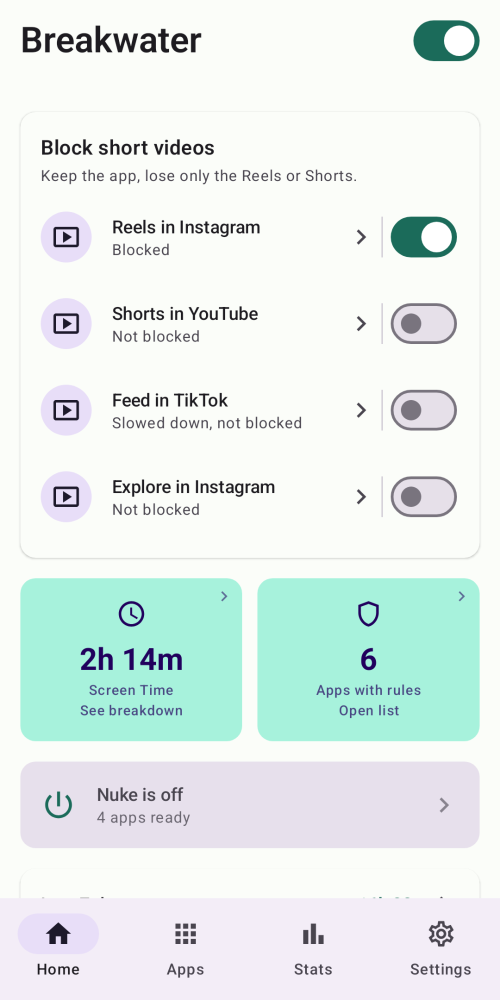 Breakwater
Block short videos
Keep the app, lose only the Reels or Shorts.
Reels in Instagram
Blocked
Shorts in YouTube
Not blocked
Feed in TikTok
Slowed down, not blocked
Explore in Instagram
Not blocked
2h 14m
Screen Time
See breakdown
6
Apps with rules
Open list
Nuke is off
4 apps ready
Home
Apps
Stats
Settings